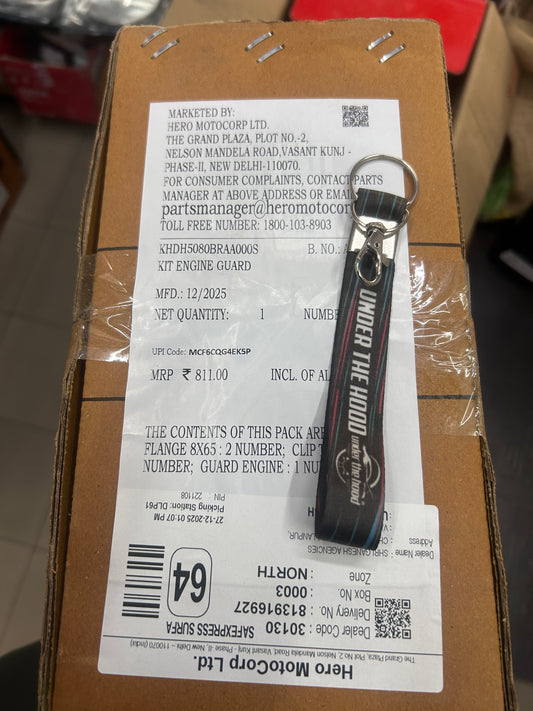 MARKETED BY:
HERO MOTOCORP LTD.
THE GRAND PLAZA, PLOT NO.-2,
NELSON MANDELA ROAD,VASANT KUNJ -
PHASE-II, NEW DELHI-110070.
FOR CONSUMER COMPLAINTS, CONTACT PARTS
MANAGER AT ABOVE ADDRESS OR EMAIL
partsmanager@heromotocor
TOLL FREE NUMBER: 1800-103-8903
KHDH5080BRAA000S B. NO.: A
KIT ENGINE GUARD
MFD.: 12/2025
NET QUANTITY: 1 NUMBE
UPI Code: MCF6CQG4EK5P
MRP ₹ 811.00 INCL. OF AL
THE CONTENTS OF THIS PACK ARE
FLANGE 8X65 : 2 NUMBER; CLIP
NUMBER; GUARD ENGINE : 1 NU
UNDER THE HOOD
under the hood
Hero MotoCorp Ltd.
The Grand Plaza, Plot No.2, Nelson Mandela Road, Vasant Kunj - Phase-II, New Delhi – 110070 (India)
Dealer Code : 30130
SAFEXPRESS SURFA
Delivery No. : 813916927
Box No. : 0003
Zone : NORTH
64
Dealer Name : SHRI GANESH AGENCIES
Address
27-12-2025 01:07 PM
Picking Station: DLP61
PIN 221108